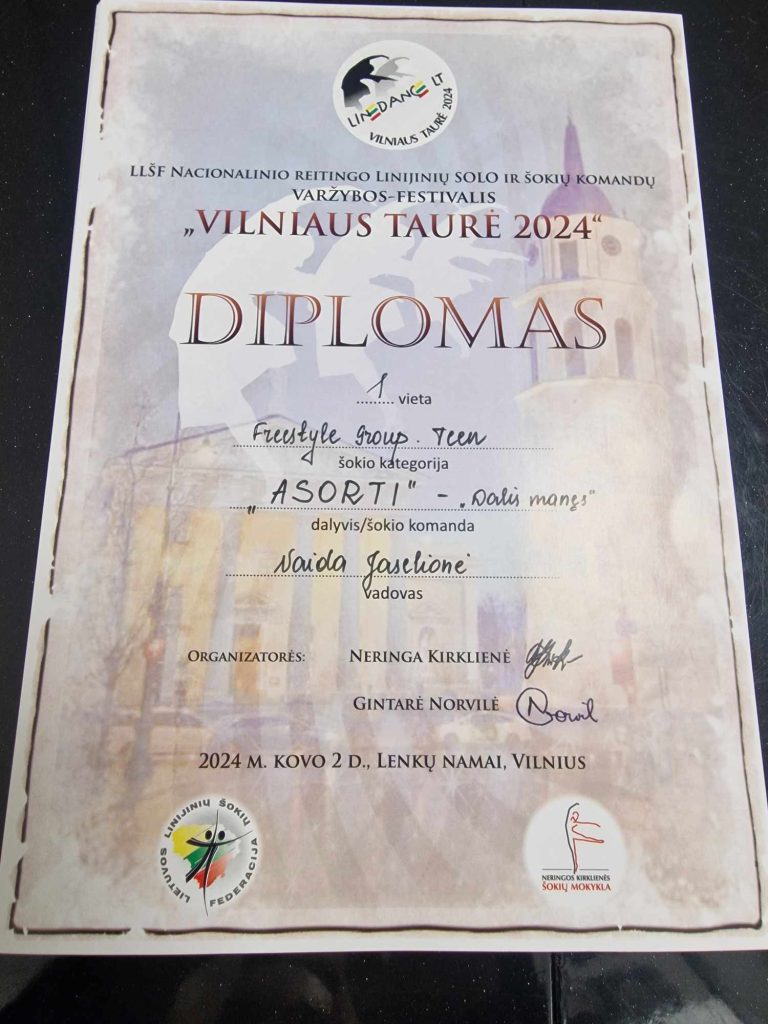 LINEDANCE LT
VILNIAUS TAURĖ 2024
LLŠF NACIONALINIO REITINGO LINIJINIŲ SOLO IR ŠOKIŲ KOMANDŲ
VARŽYBOS-FESTIVALIS
„VILNIAUS TAURĖ 2024“
DIPLOMAS
1 vieta
Freestyle Group. Teen
šokio kategorija
„ASORTI" - „Dalis manęs"
dalyvis/šokio komanda
Vaida Jaselionė
vadovas
ORGANIZATORĖS: NERINGA KIRKLIENĖ
GINTARĖ NORVILĖ
2024 M. KOVO 2 D., LENKŲ NAMAI, VILNIUS
LIETUVOS LINIJINIŲ ŠOKIŲ FEDERACIJA
NERINGOS KIRKLIENĖS
ŠOKIŲ MOKYKLA